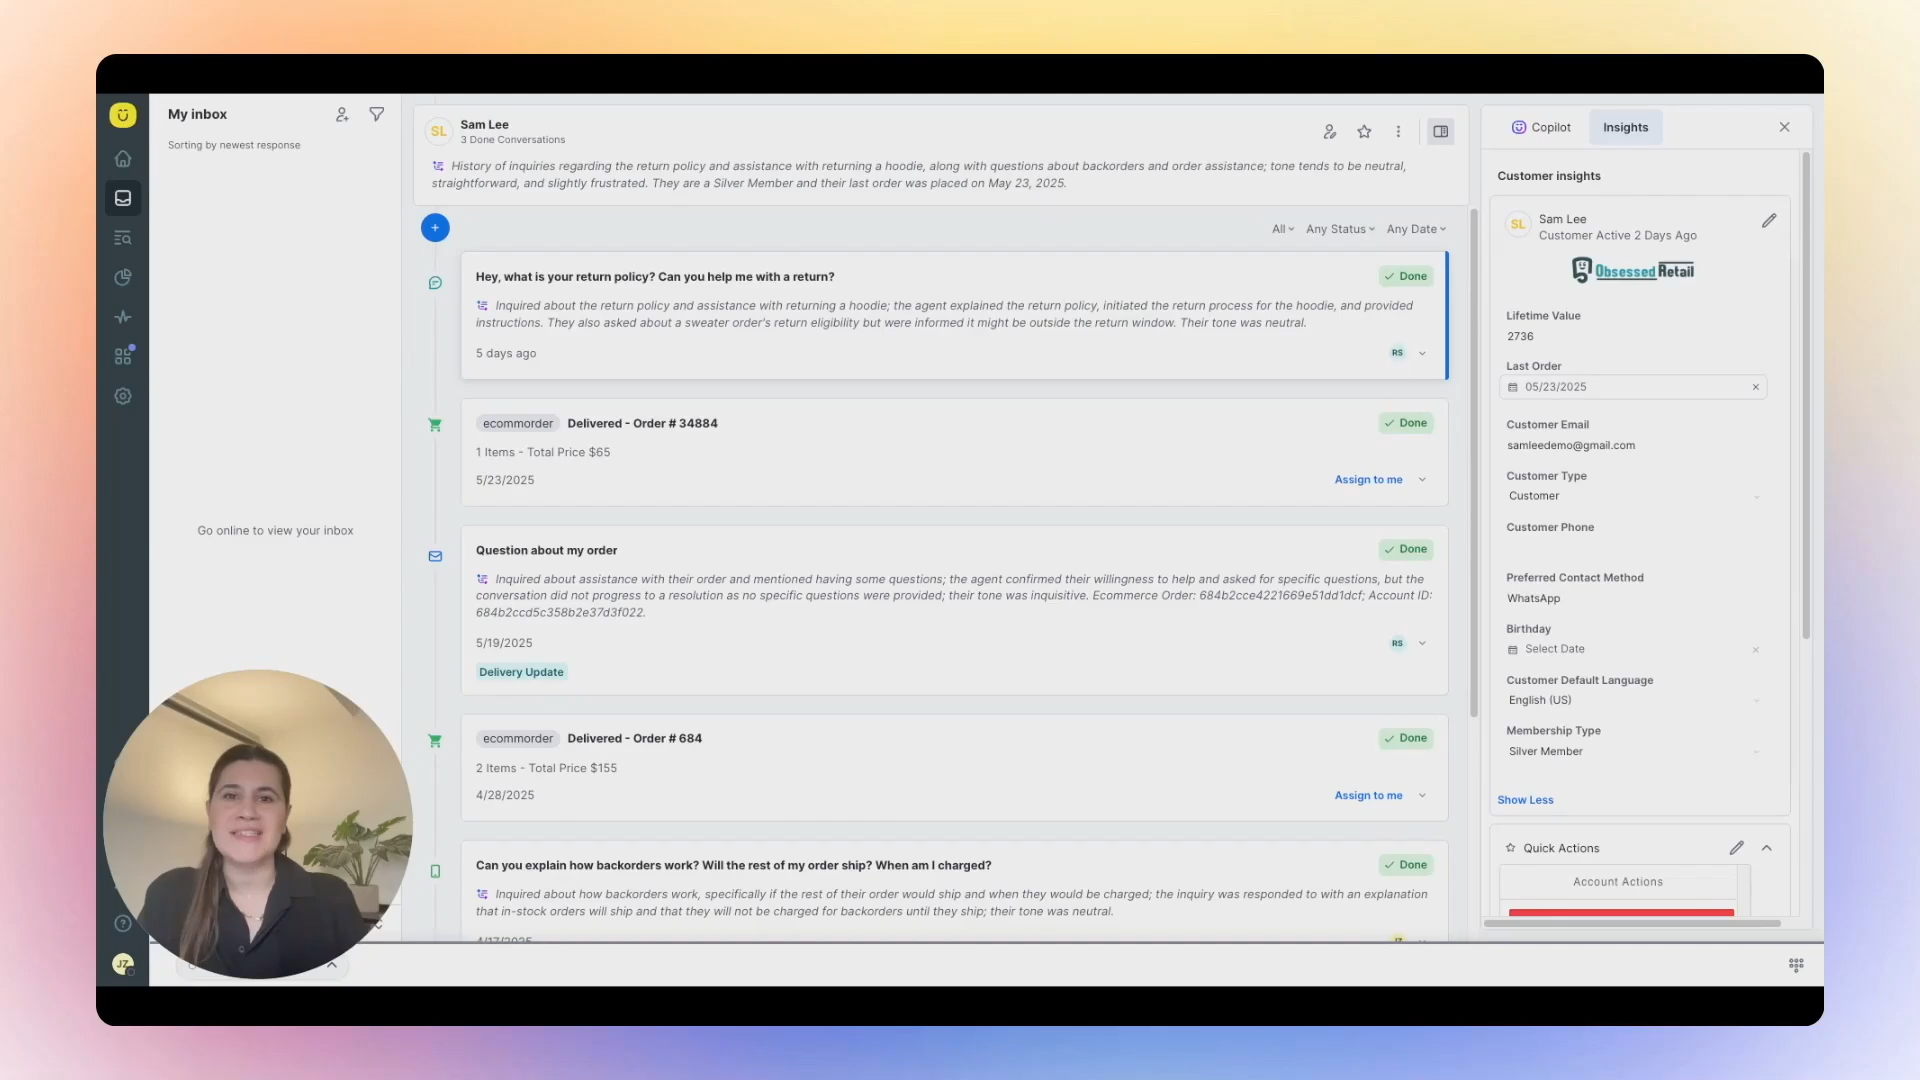 My inbox
Sorting by newest response
Go online to view your inbox
JZ
SL
Sam Lee
3 Done Conversations
History of inquiries regarding the return policy and assistance with returning a hoodie, along with questions about backorders and order assistance; tone tends to be neutral,
straightforward, and slightly frustrated. They are a Silver Member and their last order was placed on May 23, 2025.
All Any Status Any Date
Hey, what is your return policy? Can you help me with a return?
Done
Inquired about the return policy and assistance with returning a hoodie; the agent explained the return policy, initiated the return process for the hoodie, and provided
instructions. They also asked about a sweater order's return eligibility but were informed it might be outside the return window. Their tone was neutral.
5 days ago
RS
ecommorder Delivered - Order # 34884
Done
1 Items - Total Price $65
5/23/2025
Assign to me
Question about my order
Done
Inquired about assistance with their order and mentioned having some questions; the agent confirmed their willingness to help and asked for specific questions, but the
conversation did not progress to a resolution as no specific questions were provided; their tone was inquisitive. Ecommerce Order: 684b2cce4221669e51dd1dcf; Account ID:
684b2ccd5c358b2e37d3f022.
5/19/2025
RS
Delivery Update
ecommorder Delivered - Order # 684
Done
2 Items - Total Price $155
4/28/2025
Assign to me
Can you explain how backorders work? Will the rest of my order ship? When am I charged?
Done
Inquired about how backorders work, specifically if the rest of their order would ship and when they would be charged; the inquiry was responded to with an explanation
that in-stock orders will ship and that they will not be charged for backorders until they ship; their tone was neutral.
4/17/2025
Copilot
Insights
Customer insights
SL
Sam Lee
Customer Active 2 Days Ago
Obsessed Retail
Lifetime Value
2736
Last Order
05/23/2025
Customer Email
samleedemo@gmail.com
Customer Type
Customer
Customer Phone
Preferred Contact Method
WhatsApp
Birthday
Select Date
Customer Default Language
English (US)
Membership Type
Silver Member
Show Less
Quick Actions
Account Actions